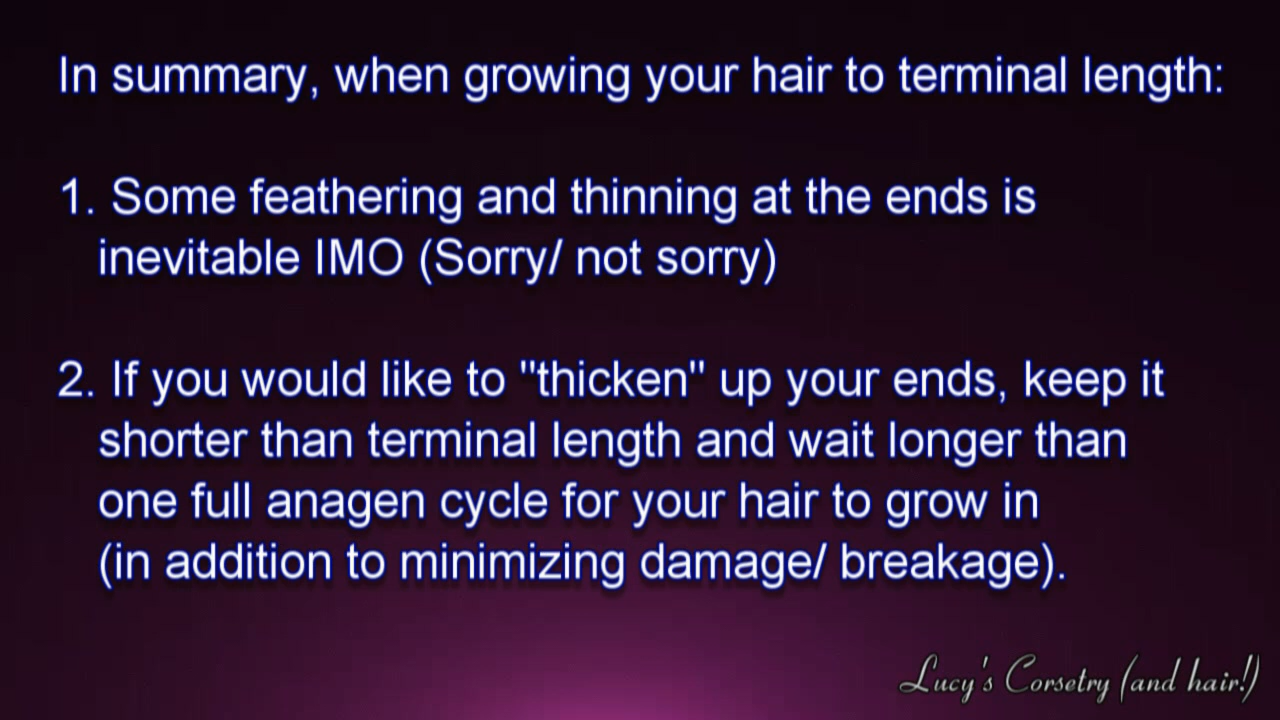 In summary, when growing your hair to terminal length:
1. Some feathering and thinning at the ends is
inevitable IMO (Sorry/ not sorry)
2. If you would like to "thicken" up your ends, keep it
shorter than terminal length and wait longer than
one full anagen cycle for your hair to grow in
(in addition to minimizing damage/ breakage).
Lucy's Corsetry (and hair!)